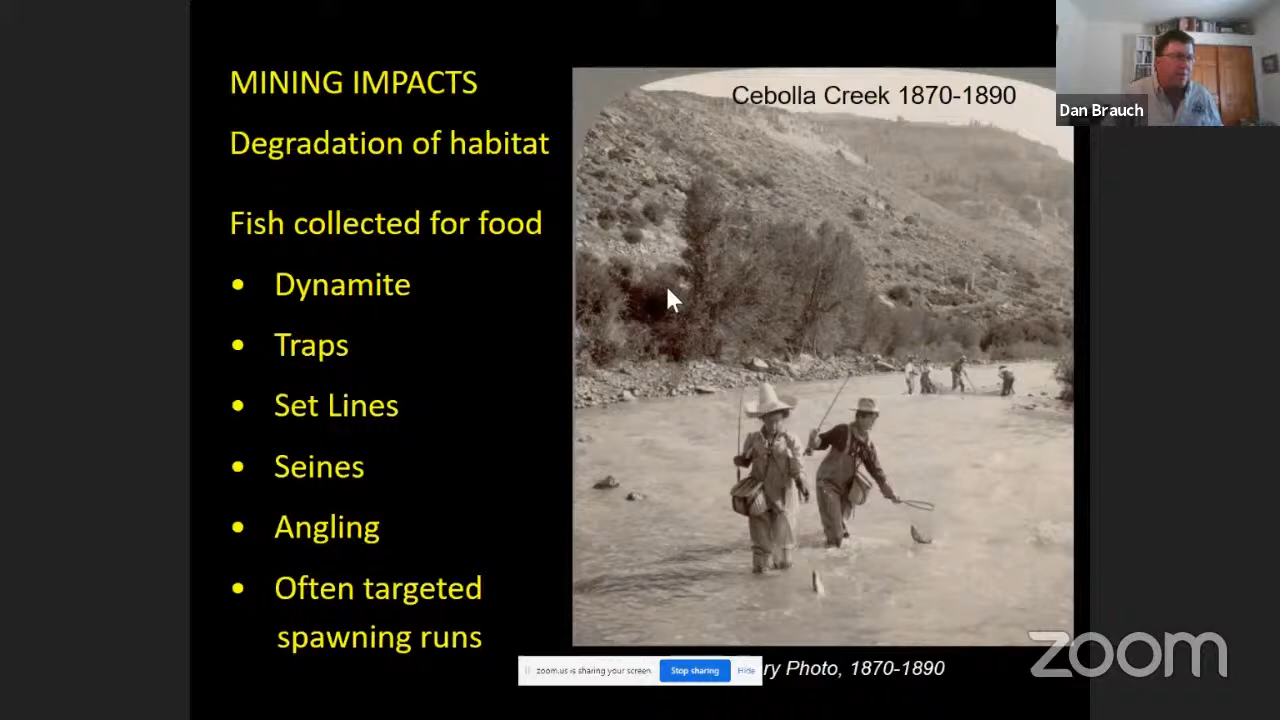 MINING IMPACTS
Degradation of habitat
Fish collected for food
• Dynamite
• Traps
• Set Lines
• Seines
• Angling
• Often targeted
spawning runs
Cebolla Creek 1870-1890
Dan Brauch
zoom.us is sharing your screen.
Stop sharing
Hide
ry Photo, 1870-1890
zoom